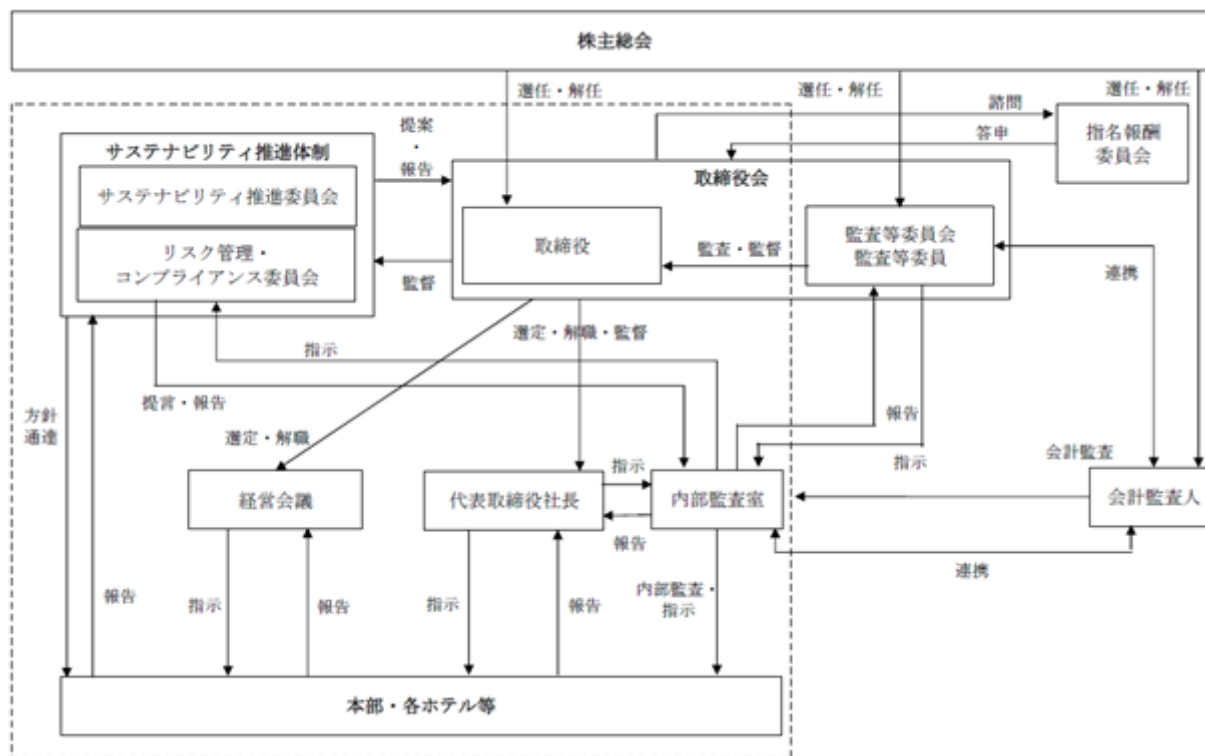 株主総会
選任・解任
選任・解任
選任・解任
諮問
答申
指名報酬
委員会
提案
・
報告
サステナビリティ推進体制
サステナビリティ推進委員会
リスク管理・
コンプライアンス委員会
取締役会
取締役
監査・監督
監査等委員会
監査等委員
監督
連携
選定・解職・監督
指示
提言・報告
方針
通達
選定・解職
報告
指示
会計監査
経営会議
代表取締役社長
指示
報告
内部監査室
会計監査人
連携
報告
指示
報告
指示
報告
内部監査・
指示
本部・各ホテル等